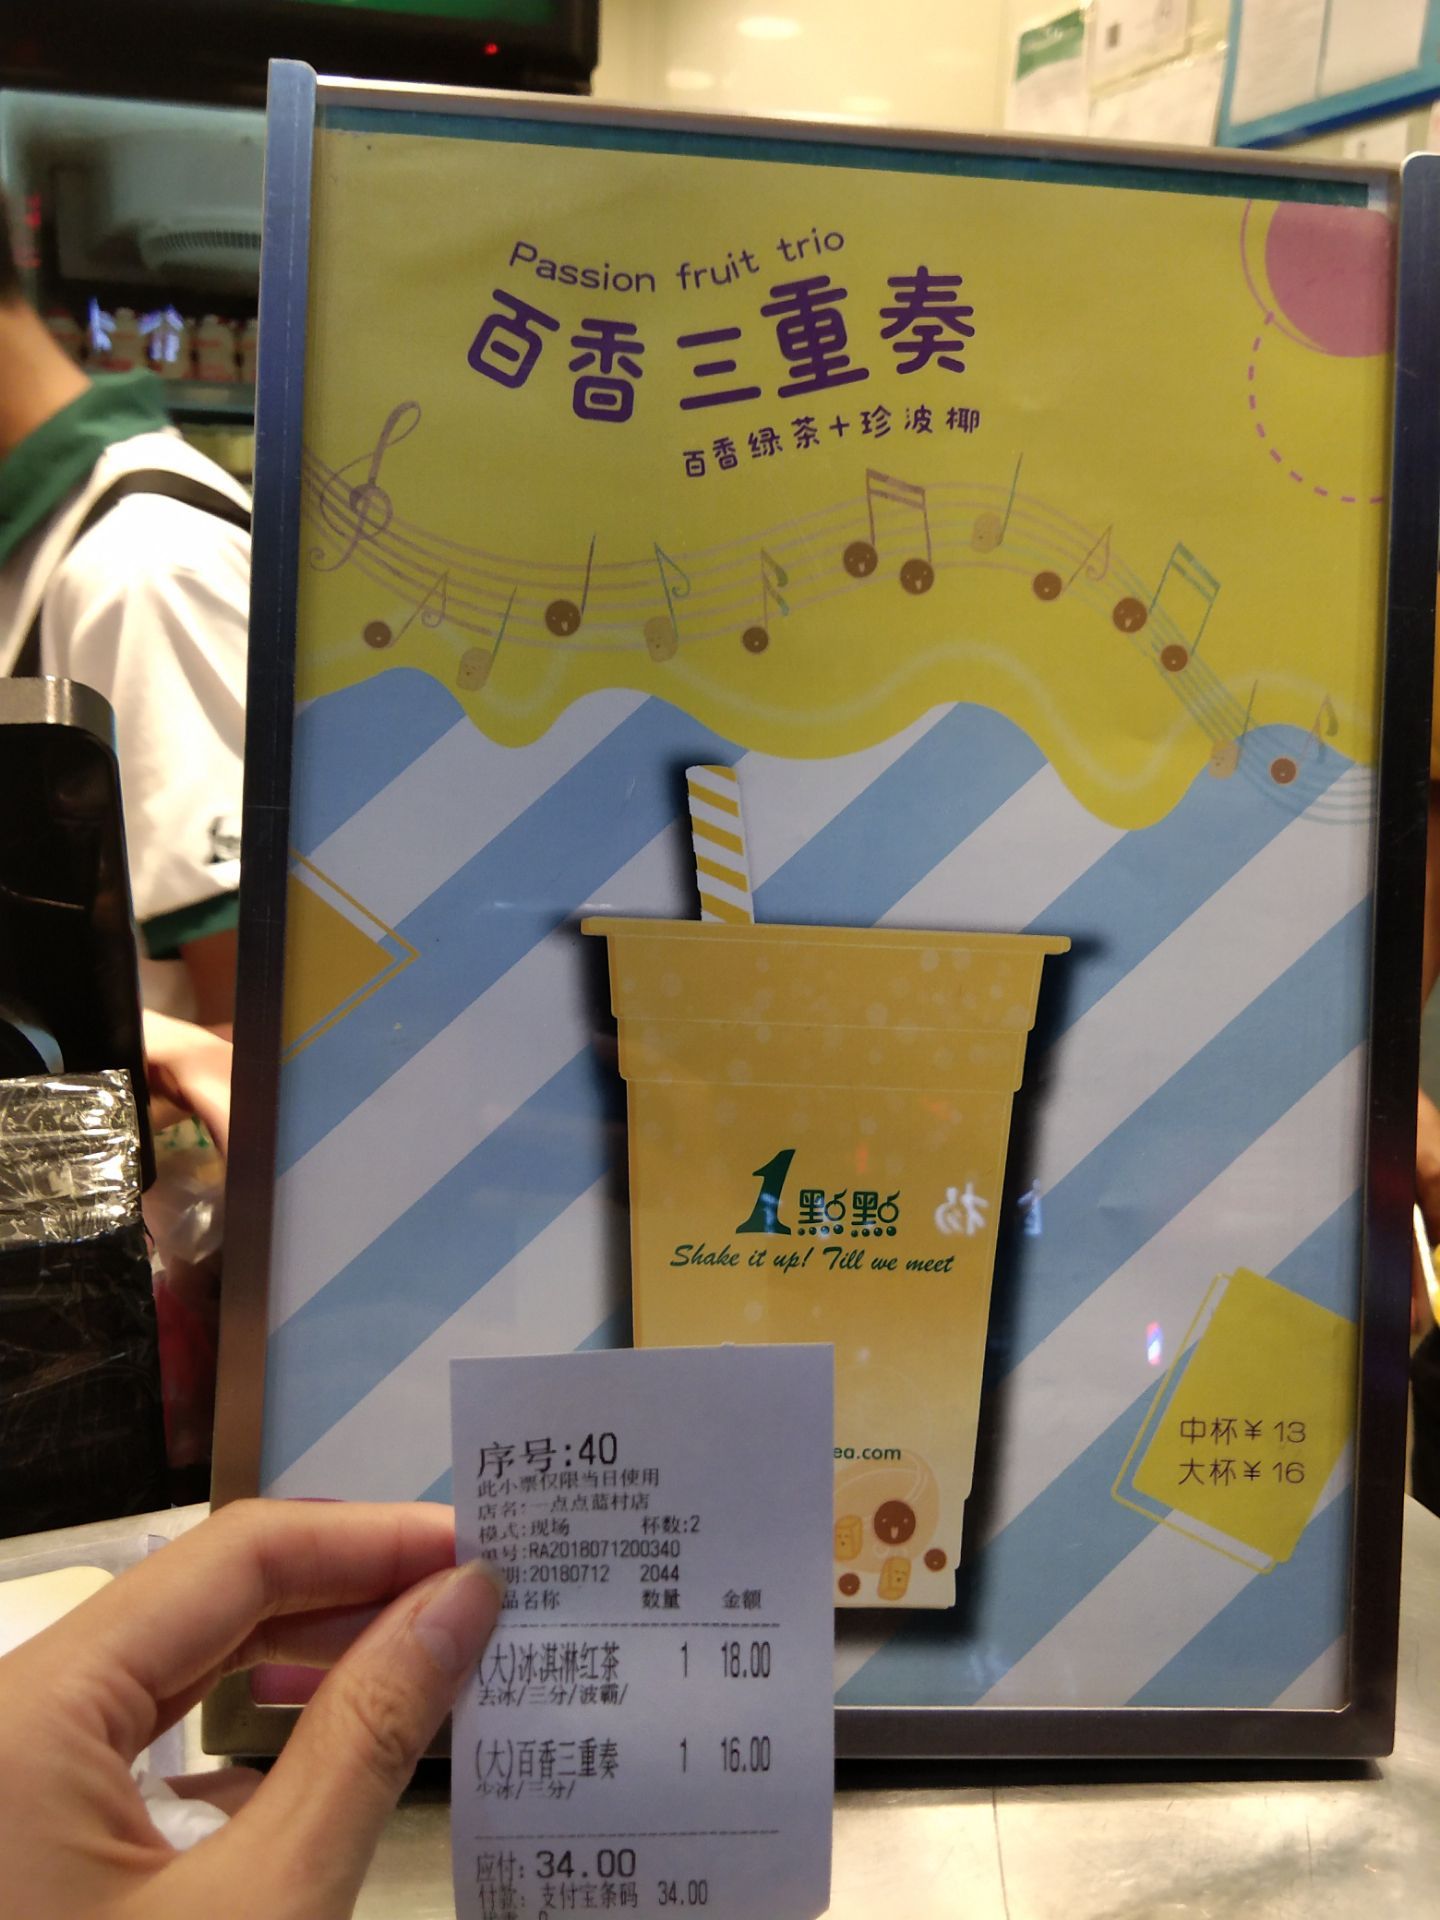 Passion fruit trio
百香三重奏
百香绿茶+珍波椰
1點點
Shake it up! Till we meet
ea.com
中杯¥13
大杯¥16
序号:40
此小票仅限当日使用
店名:一点点蓝村店
模式:现场 杯数:2
号:RA2018071200340
期:20180712 2044
品名称 数量 金额
(大)冰淇淋红茶 1 18.00
去冰/三分/波霸/
(大)百香三重奏 1 16.00
少冰/三分/
应付: 34.00
付款: 支付宝条码 34.00